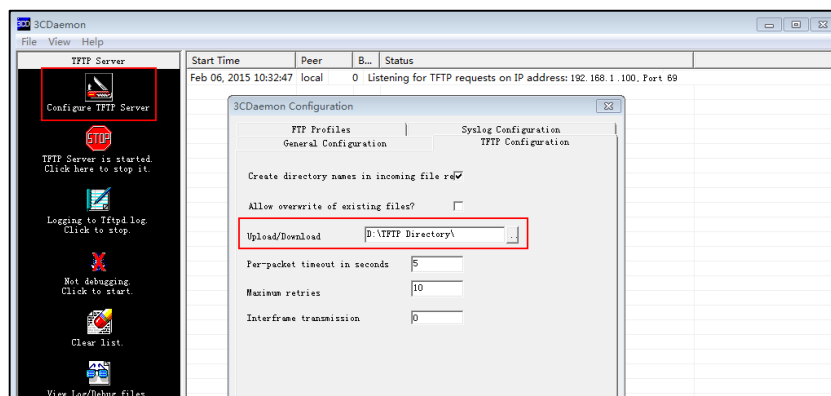 3CDaemon
File View Help
TFTP Server
Start Time Peer B... Status
Feb 06, 2015 10:32:47 local 0 Listening for TFTP requests on IP address: 192.168.1.100, Port 69
Configure TFTP Server
STOP
TFTP Server is started.
Click here to stop it.
Logging to Tftpd.log.
Click to stop.
Not debugging.
Click to start.
Clear list.
View Log/Debug files.
3CDaemon Configuration
FTP Profiles Syslog Configuration
General Configuration TFTP Configuration
Create directory names in incoming file re
Allow overwrite of existing files?
Upload/Download D:\TFTP Directory\ ..
Per-packet timeout in seconds 5
Maximum retries 10
Interframe transmission 0